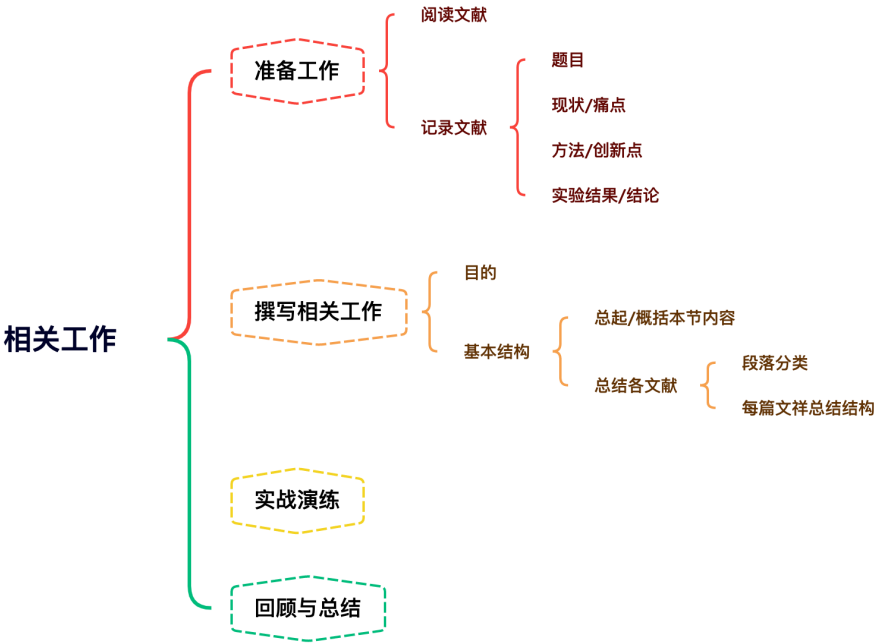 相关工作
准备工作
阅读文献
记录文献
题目
现状/痛点
方法/创新点
实验结果/结论
撰写相关工作
目的
基本结构
总起/概括本节内容
总结各文献
段落分类
每篇文祥总结结构
实战演练
回顾与总结